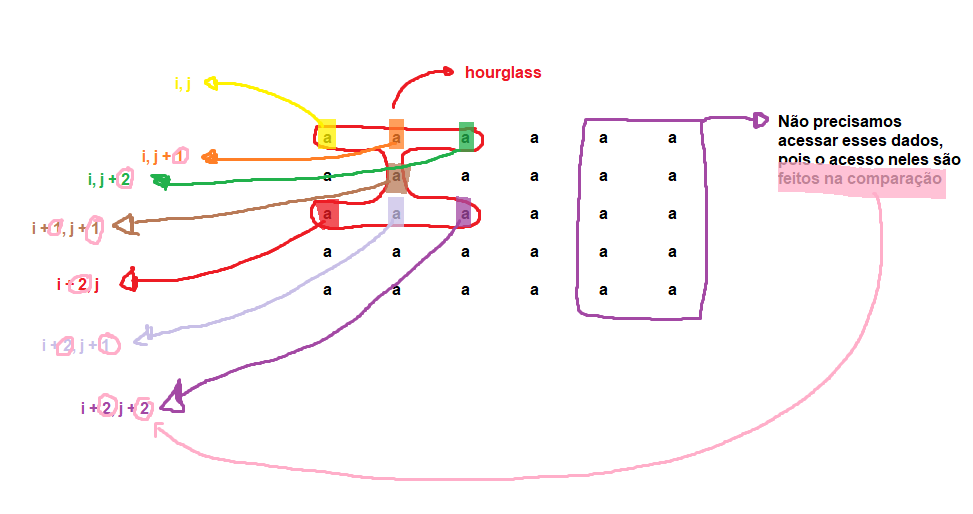 hourglass
i, j
a a a a a a
Não precisamos
acessar esses dados,
pois o acesso neles são
feitos na comparação
i, j + 1
i, j + 2
a a a a a a
i + 1, j + 1
a a a a a a
i + 2, j
a a a a a a
a a a a a a
i + 2, j + 1
i + 2, j + 2